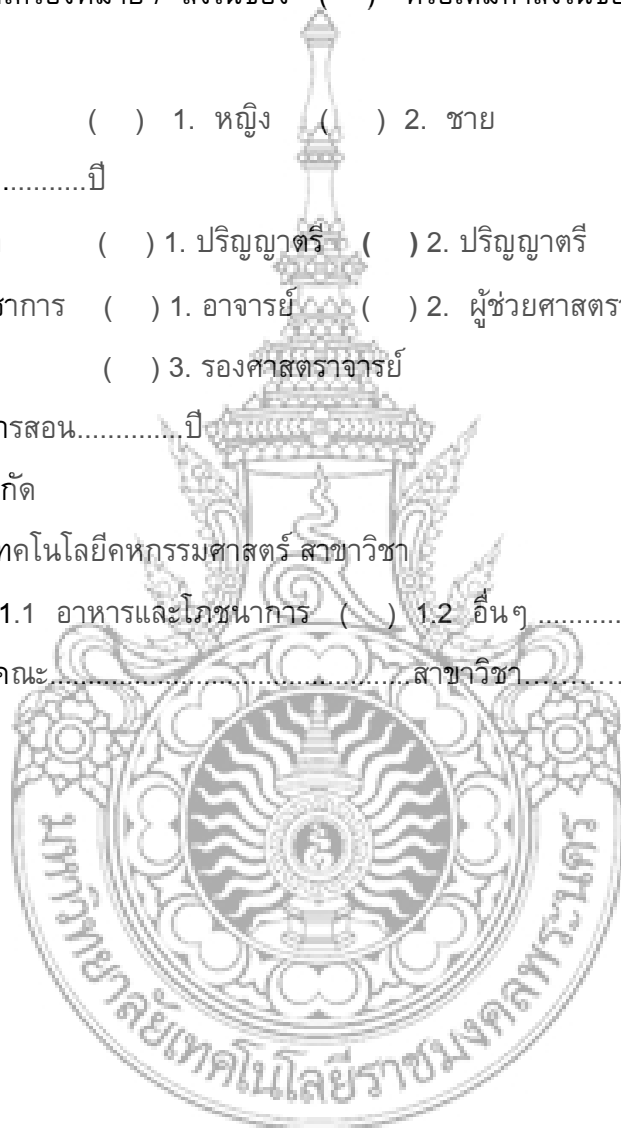 ( ) 1. หญิง ( ) 2. ชาย
............ปี
( ) 1. ปริญญาตรี ( ) 2. ปริญญาตรี
ชาการ ( ) 1. อาจารย์ ( ) 2. ผู้ช่วยศาสตรา
( ) 3. รองศาสตราจารย์
ารสอน..............ปี
กัด
ทคโนโลยีคหกรรมศาสตร์ สาขาวิชา
1.1 อาหารและโภชนาการ ( ) 1.2 อื่นๆ ............
คณะ..........................................สาขาวิชา............
มหาวิทยาลัยเทคโนโลยีราชมงคลพระนคร